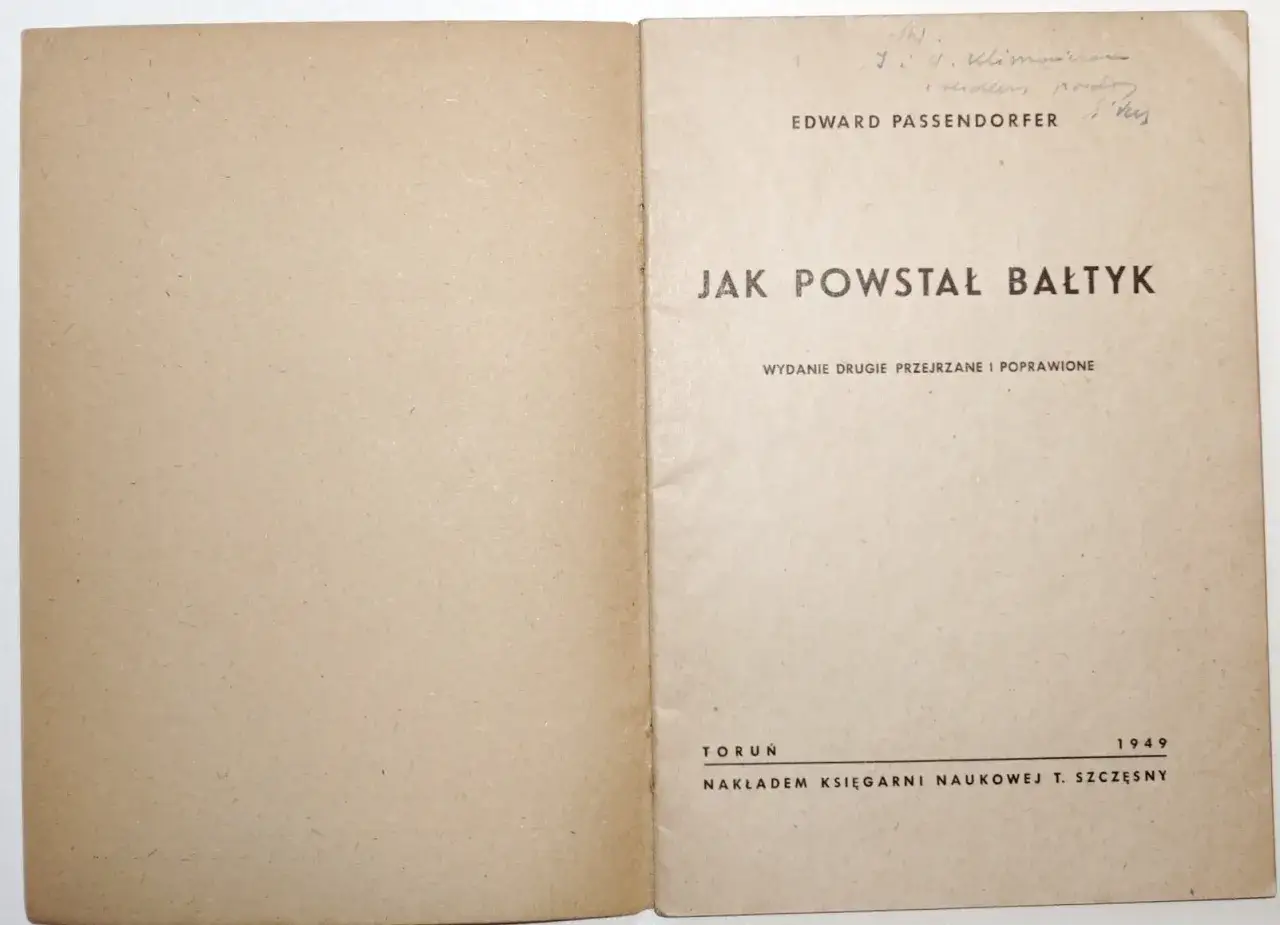 EDWARD PASSENDORFER
JAK POWSTAŁ BAŁTYK
WYDANIE DRUGIE PRZEJRZANE I POPRAWIONE
TORUŃ 1949
NAKŁADEM KSIĘGARNI NAUKOWEJ T. SZCZĘSNY